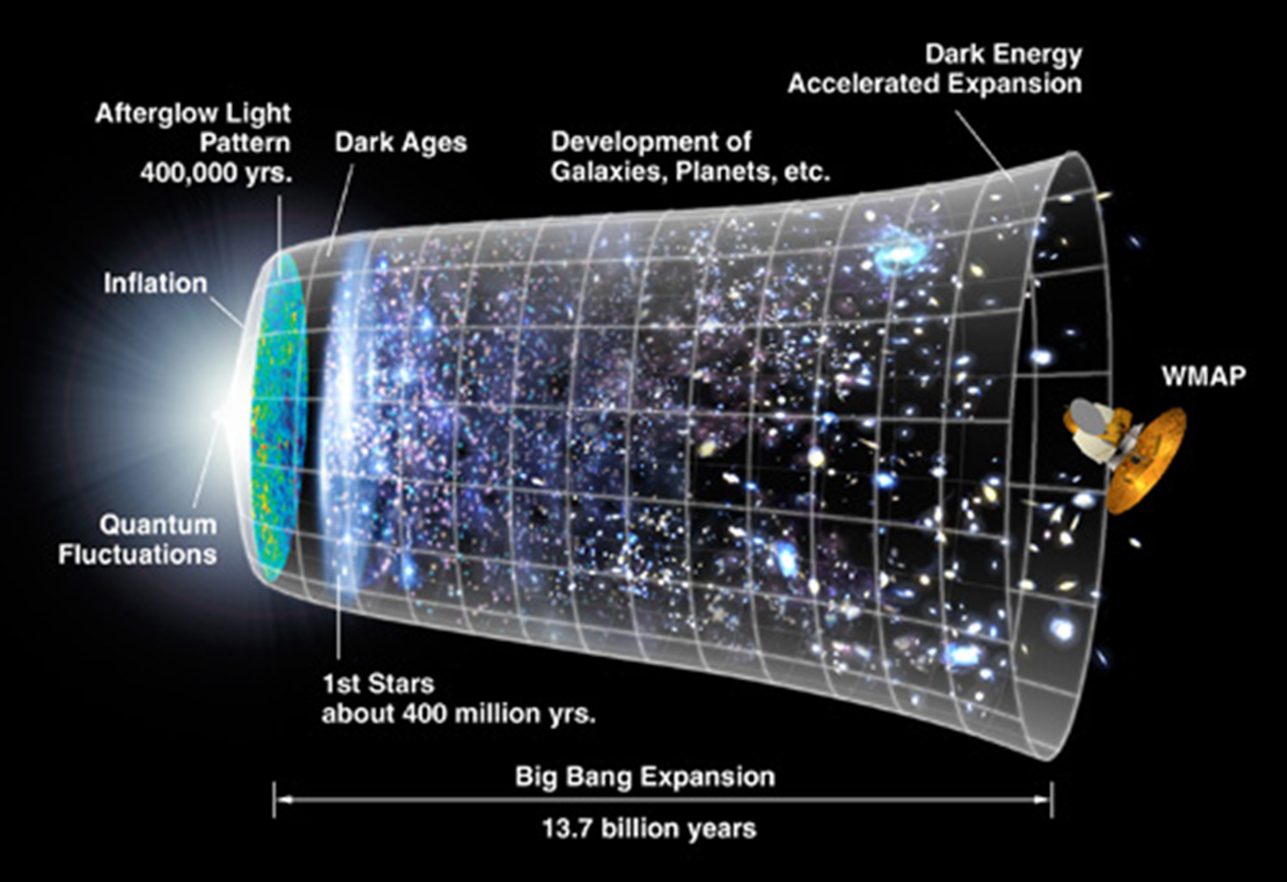 Dark Energy
Accelerated Expansion
Afterglow Light
Pattern
400,000 yrs.
Dark Ages
Development of
Galaxies, Planets, etc.
Inflation
WMAP
Quantum
Fluctuations
1st Stars
about 400 million yrs.
Big Bang Expansion
13.7 billion years